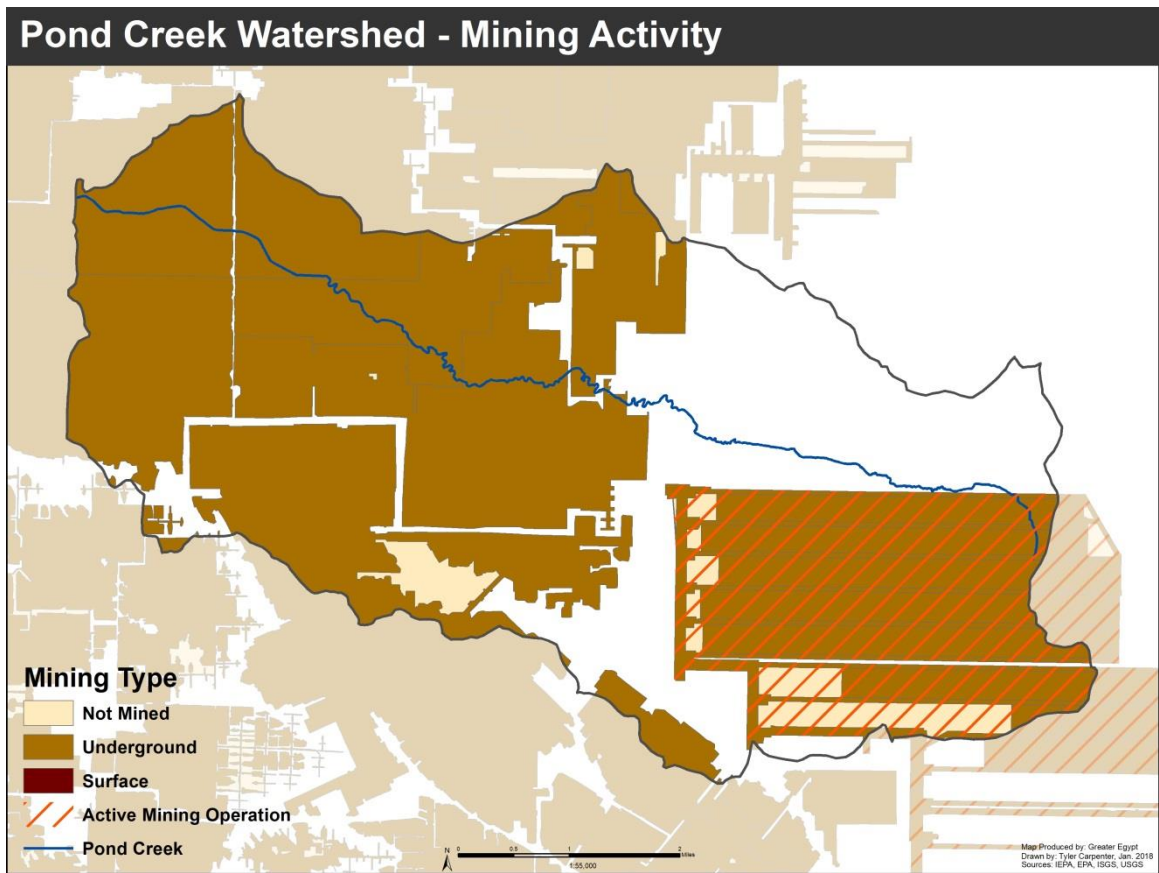 Pond Creek Watershed - Mining Activity
Mining Type
Not Mined
Underground
Surface
Active Mining Operation
Pond Creek
N
0 0.5 1 2
Miles
1:55,000
Map Produced by: Greater Egypt
Drawn by: Tyler Carpenter, Jan. 2018
Sources: IEPA, EPA, ISGS, USGS